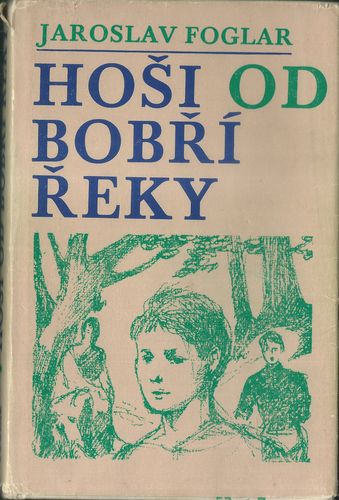 JAROSLAV FOGLAR
HOŠI OD
BOBŘÍ
ŘEKY